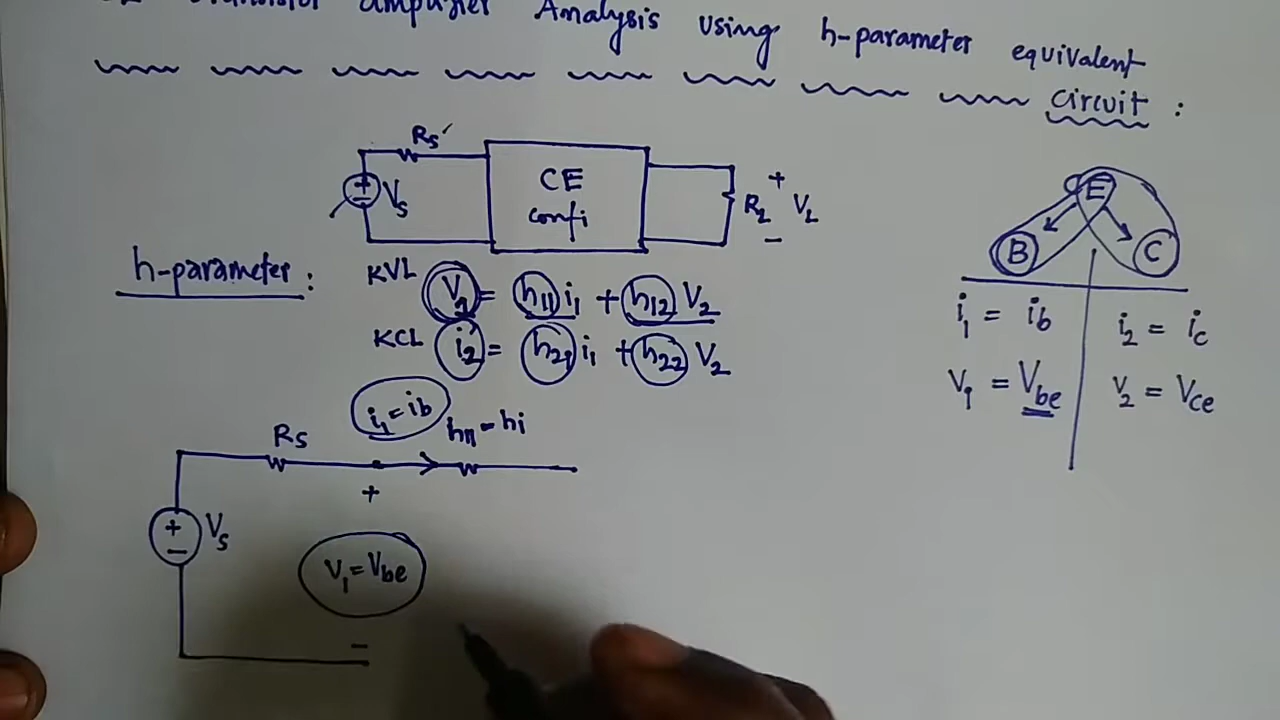 Transistor amplifier Analysis using h-parameter equivalent
circuit :
Rs'
Vs
CE
confi
RL
+
V2
-
E
B
C
h-parameter :
KVL V1 = h11 i1 + h12 V2
KCL i2 = h21 i1 + h22 V2
i1 = ib
i2 = ic
V1 = Vbe
V2 = Vce
i1 = ib
h11 = hi
Rs
+
+
-
Vs
V1 = Vbe
-